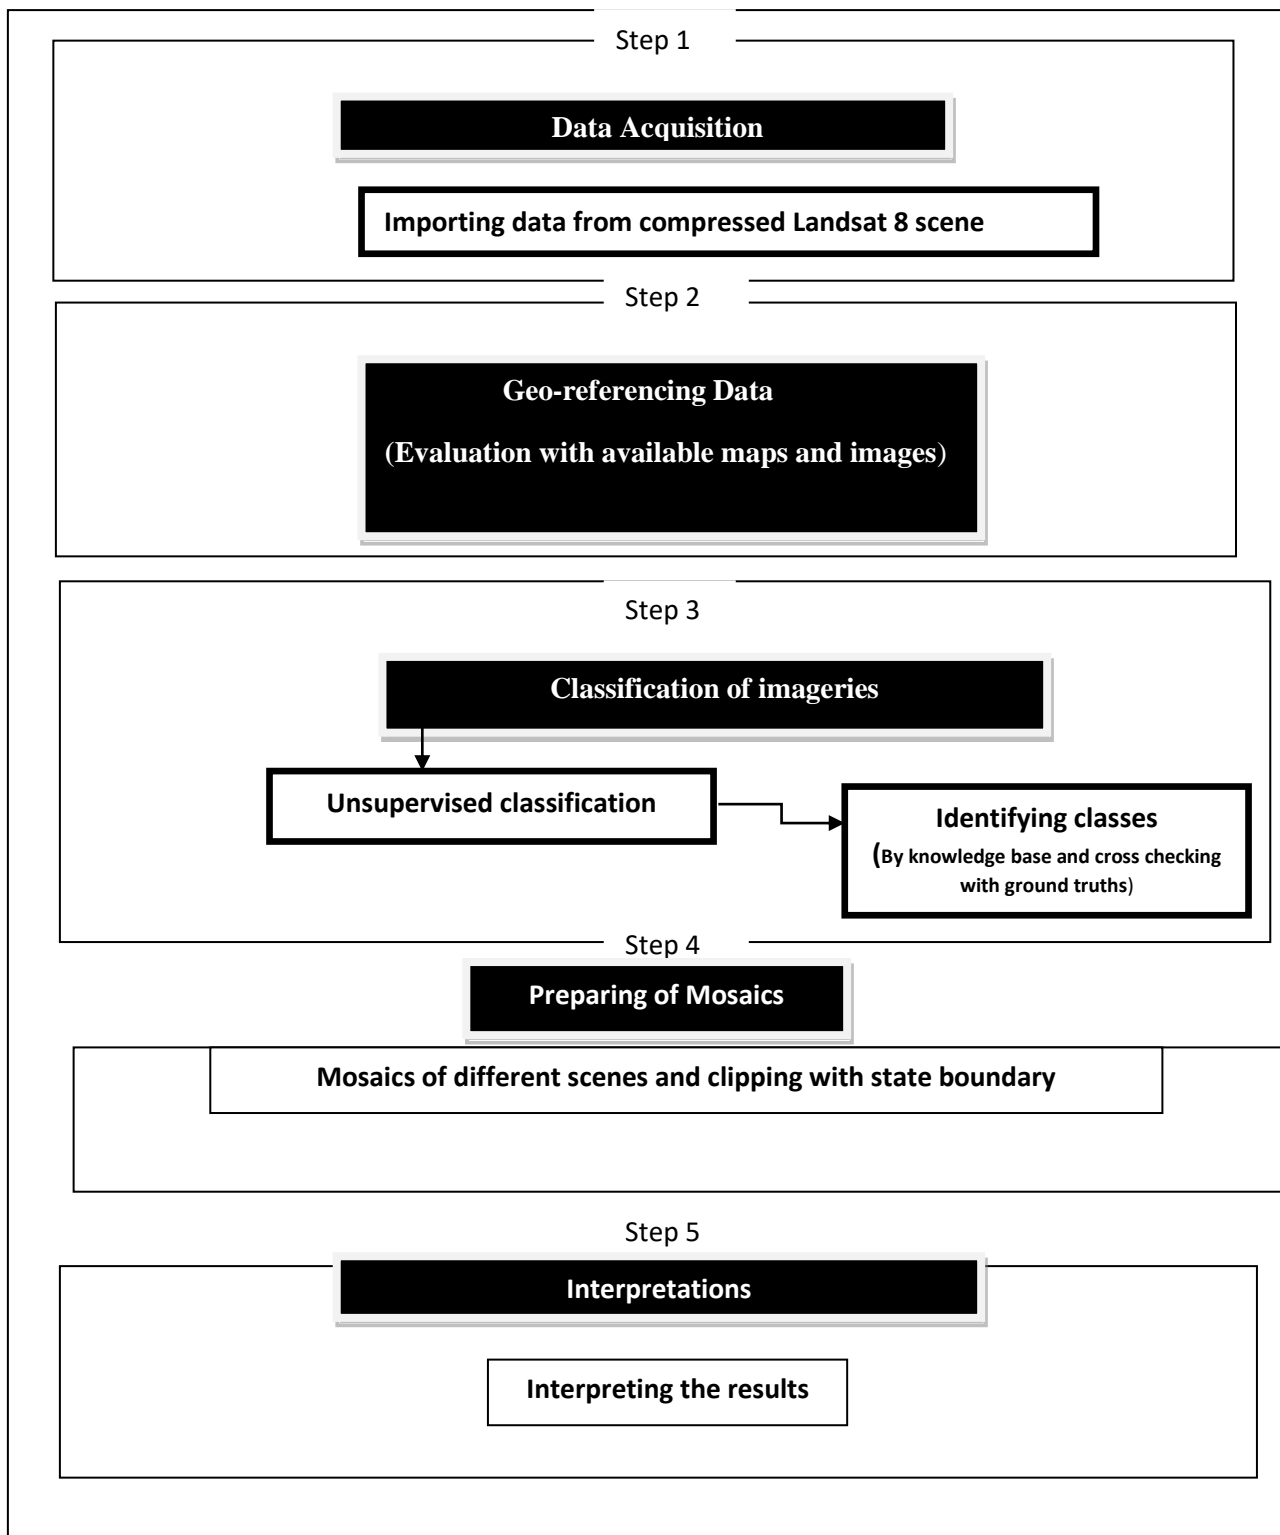 Step 1
Data Acquisition
Importing data from compressed Landsat 8 scene
Step 2
Geo-referencing Data
(Evaluation with available maps and images)
Step 3
Classification of imageries
Unsupervised classification
Identifying classes
(By knowledge base and cross checking
with ground truths)
Step 4
Preparing of Mosaics
Mosaics of different scenes and clipping with state boundary
Step 5
Interpretations
Interpreting the results